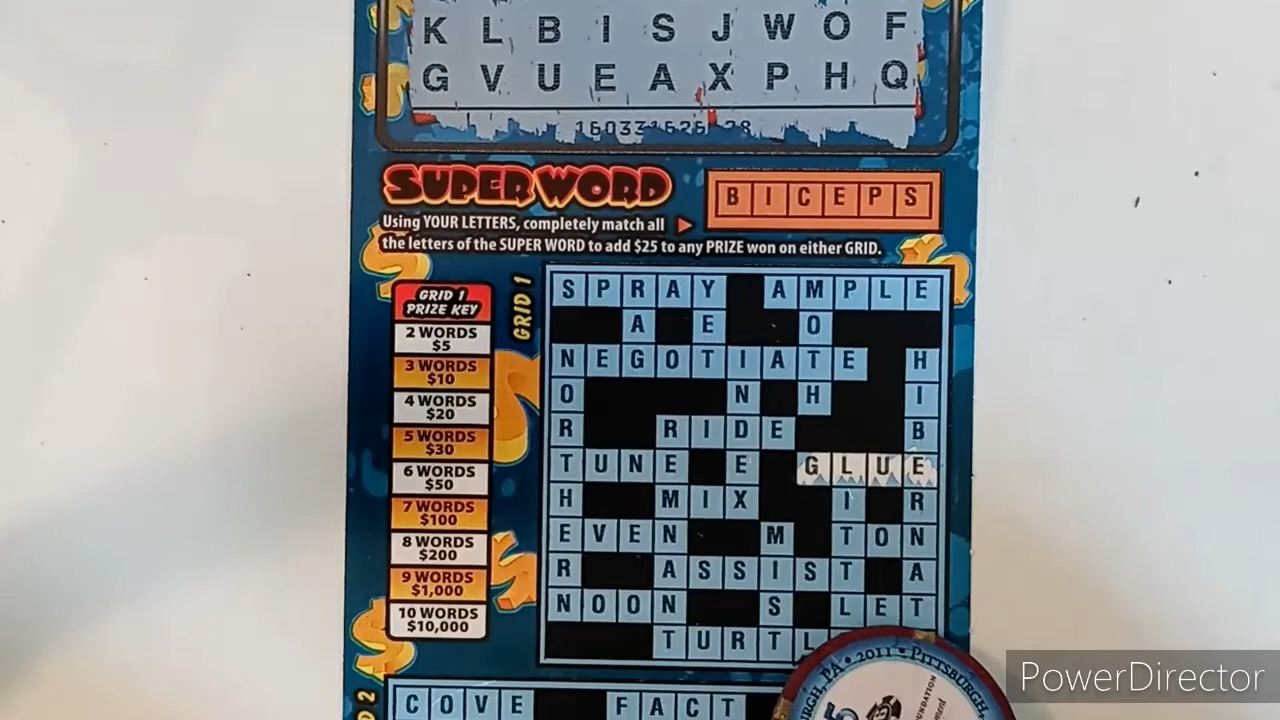 K L B I S J W O F
G V U E A X P H Q
SUPER WORD
BICEPS
Using YOUR LETTERS, completely match all
the letters of the SUPER WORD to add $25 to any PRIZE won on either GRID.
GRID 1
PRIZE KEY
2 WORDS
$5
3 WORDS
$10
4 WORDS
$20
5 WORDS
$30
6 WORDS
$50
7 WORDS
$100
8 WORDS
$200
9 WORDS
$1,000
10 WORDS
$10,000
GRID 1
SPRAY AMPLE
A E O
NEGOTIATE H
O N H I
R RIDE B
TUNE E GLUE
H MIX I R
EVEN M TON
R ASSIST A
NOON S LET
TURTL
COVE FACT
PA • 2011 • PITTSBURGH,
PowerDirector